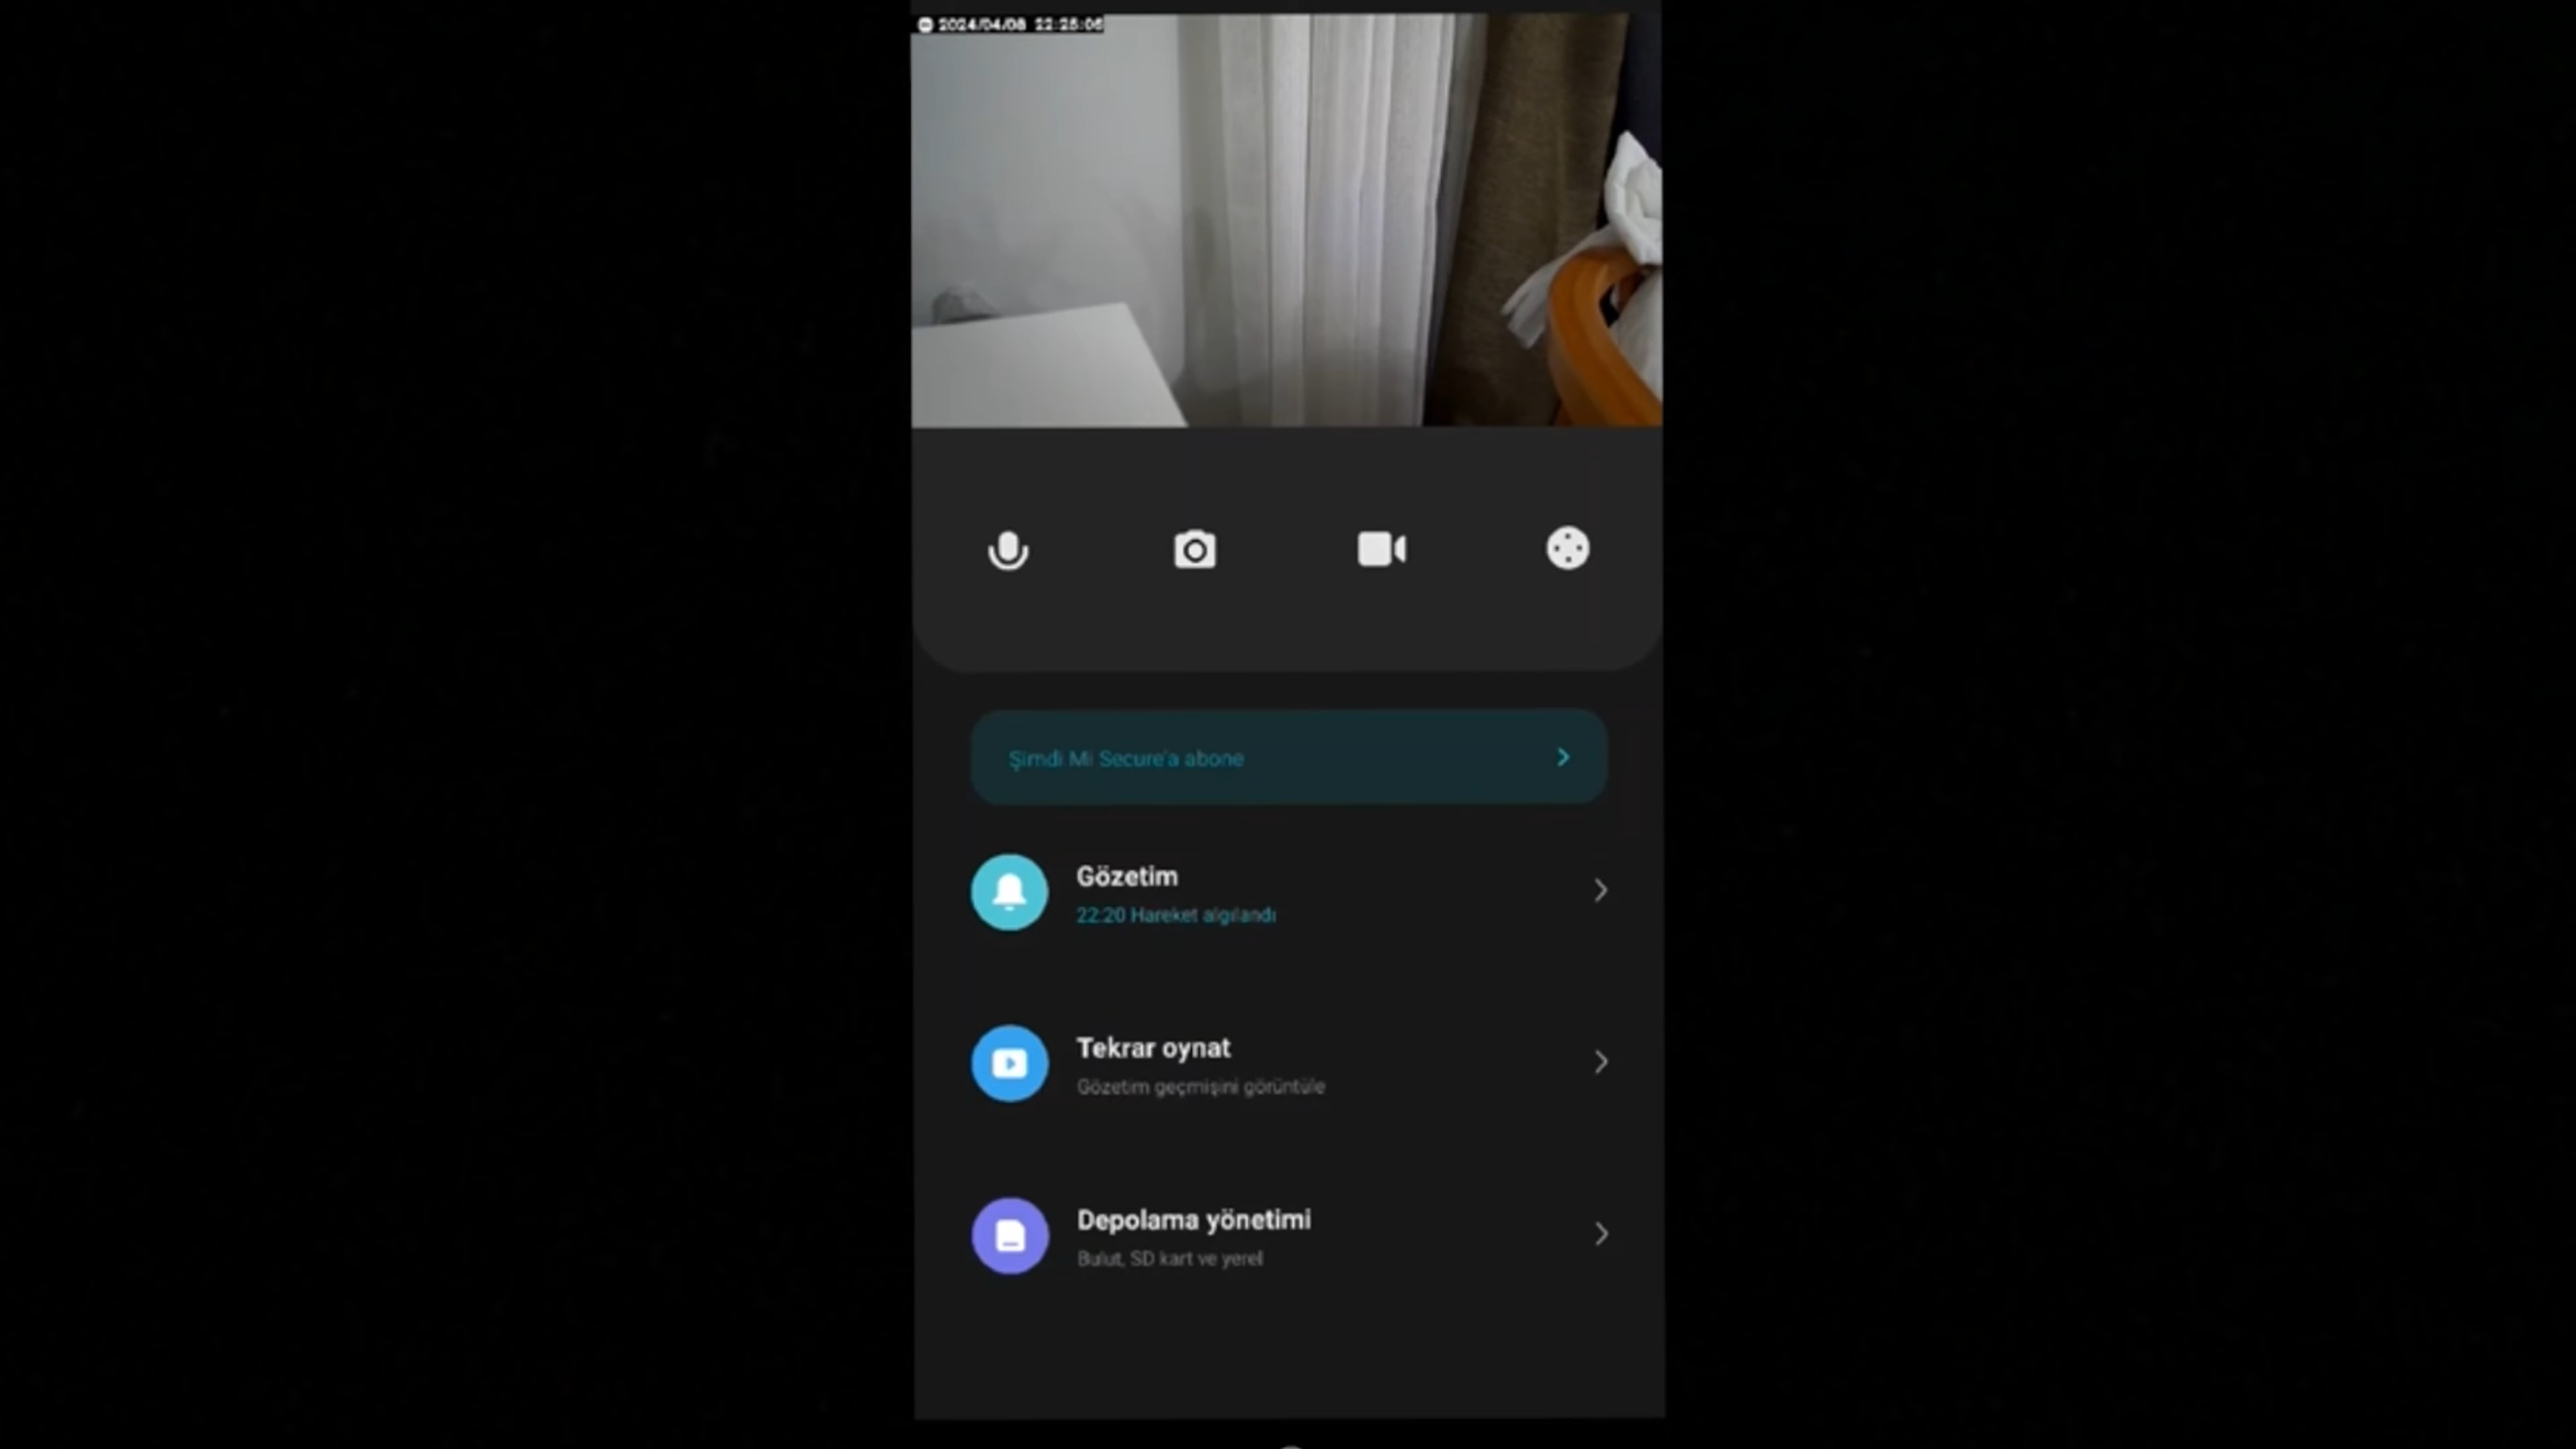 2024/04/08 22:25:06
Şimdi Mi Secure'a abone
Gözetim
22:20 Hareket algılandı
Tekrar oynat
Gözetim geçmişini görüntüle
Depolama yönetimi
Bulut, SD kart ve yerel